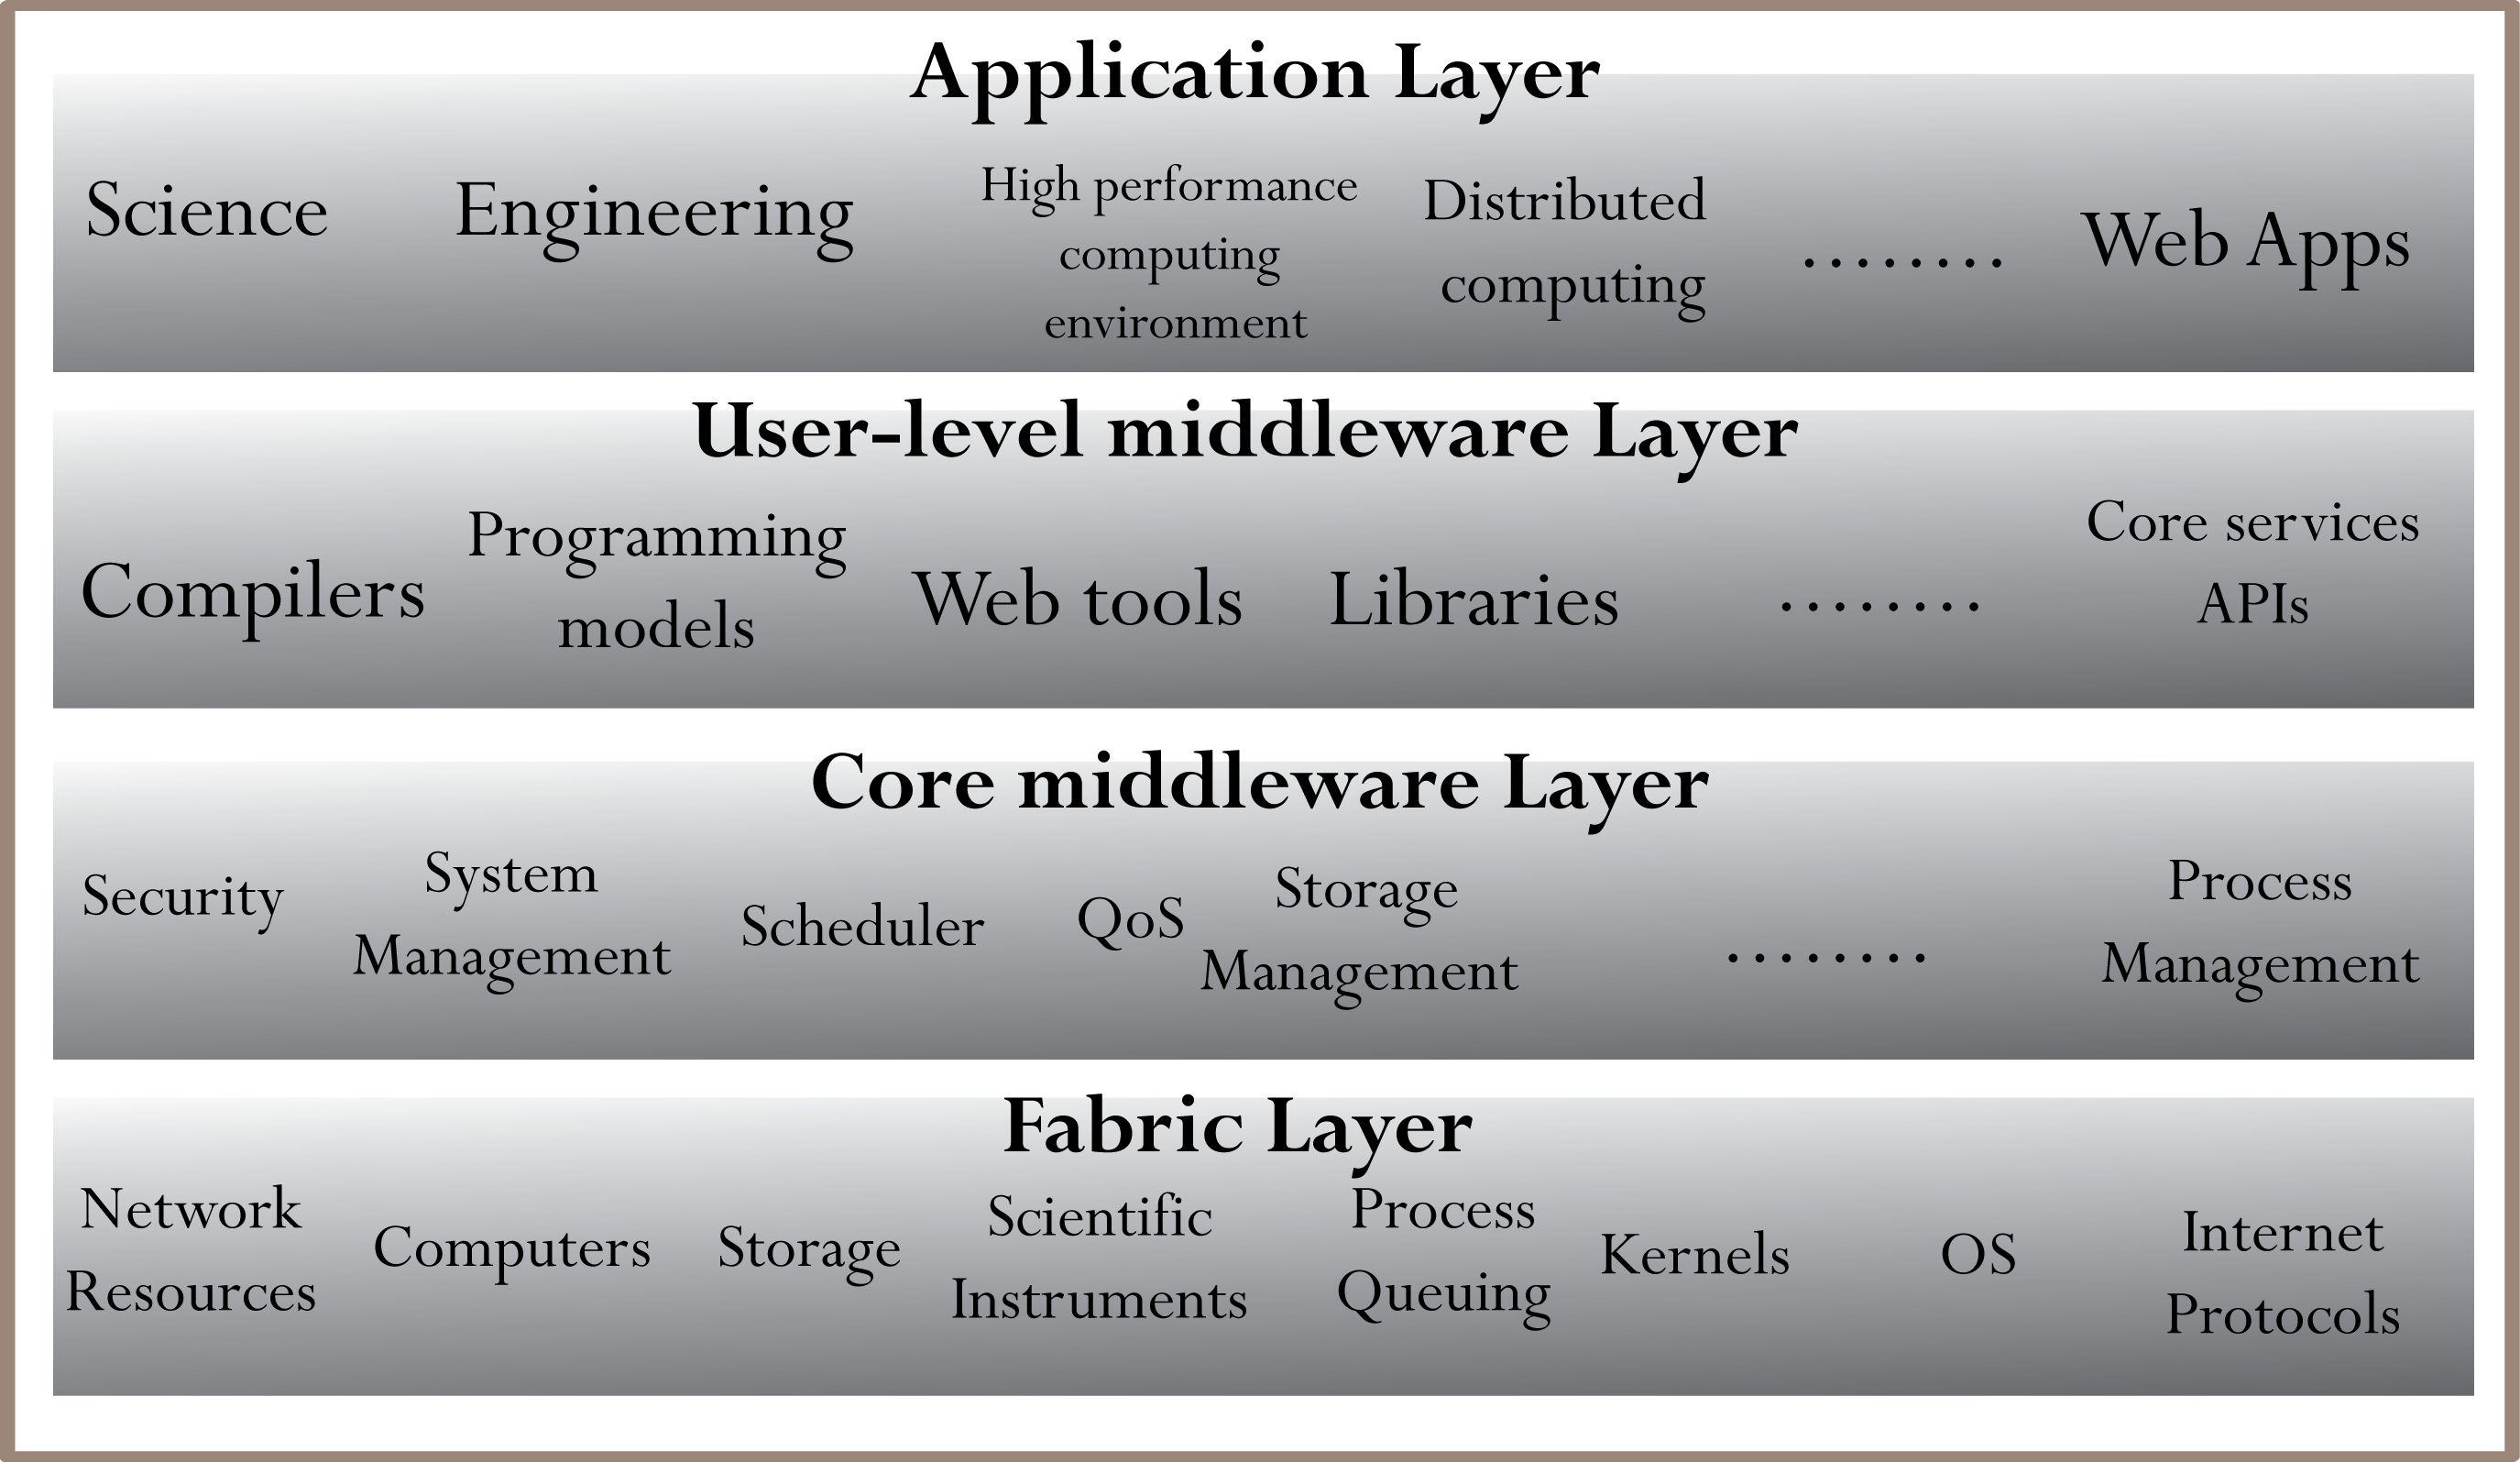 Application Layer
Science
Engineering
High performance
computing
environment
Distributed
computing
........
Web Apps
User-level middleware Layer
Compilers
Programming
models
Web tools
Libraries
........
Core services
APIs
Core middleware Layer
Security
System
Management
Scheduler
QoS
Storage
Management
........
Process
Management
Fabric Layer
Network
Resources
Computers
Storage
Scientific
Instruments
Process
Queuing
Kernels
OS
Internet
Protocols